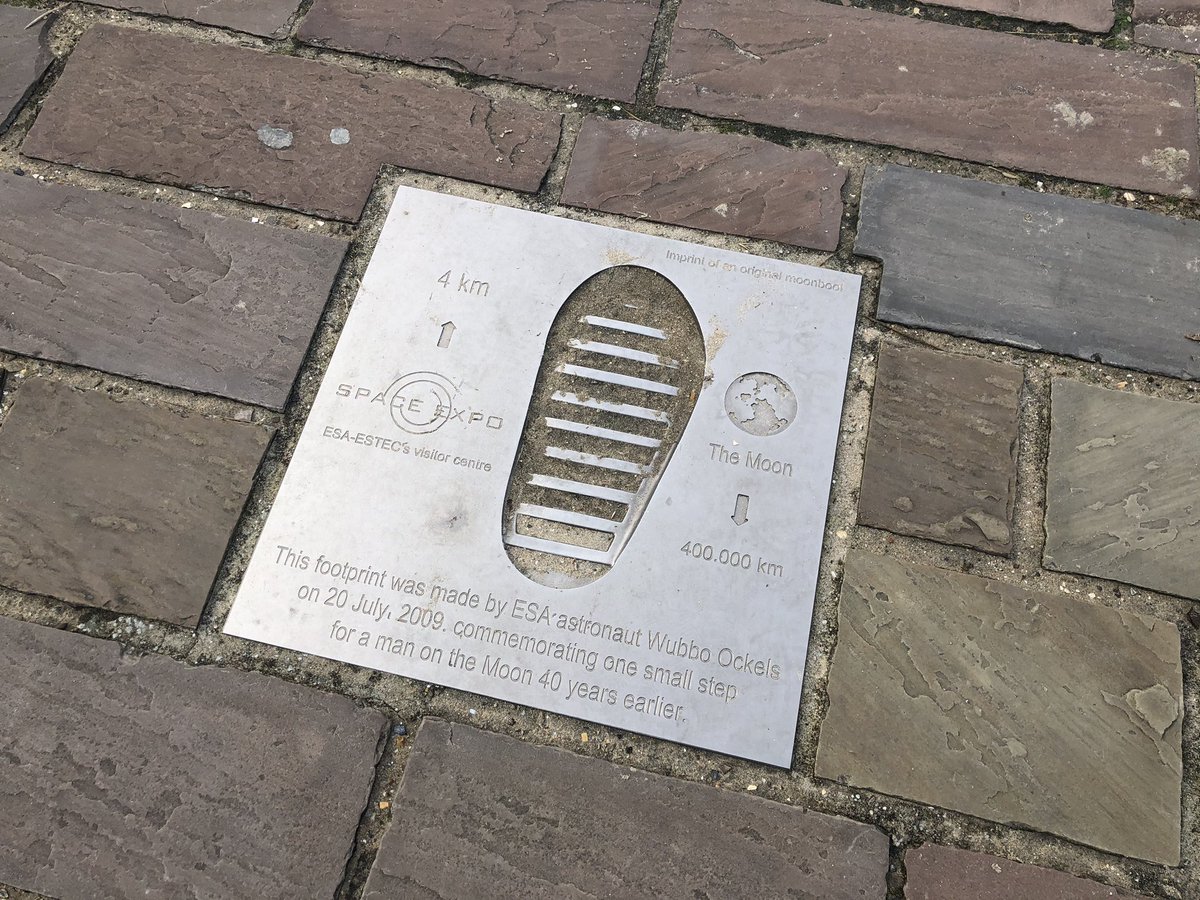 Imprint of an original moonboot
4 km
SPACE EXPO
ESA-ESTEC's visitor centre
The Moon
400.000 km
This footprint was made by ESA-astronaut Wubbo Ockels
on 20 July, 2009, commemorating one small step
for a man on the Moon 40 years earlier.